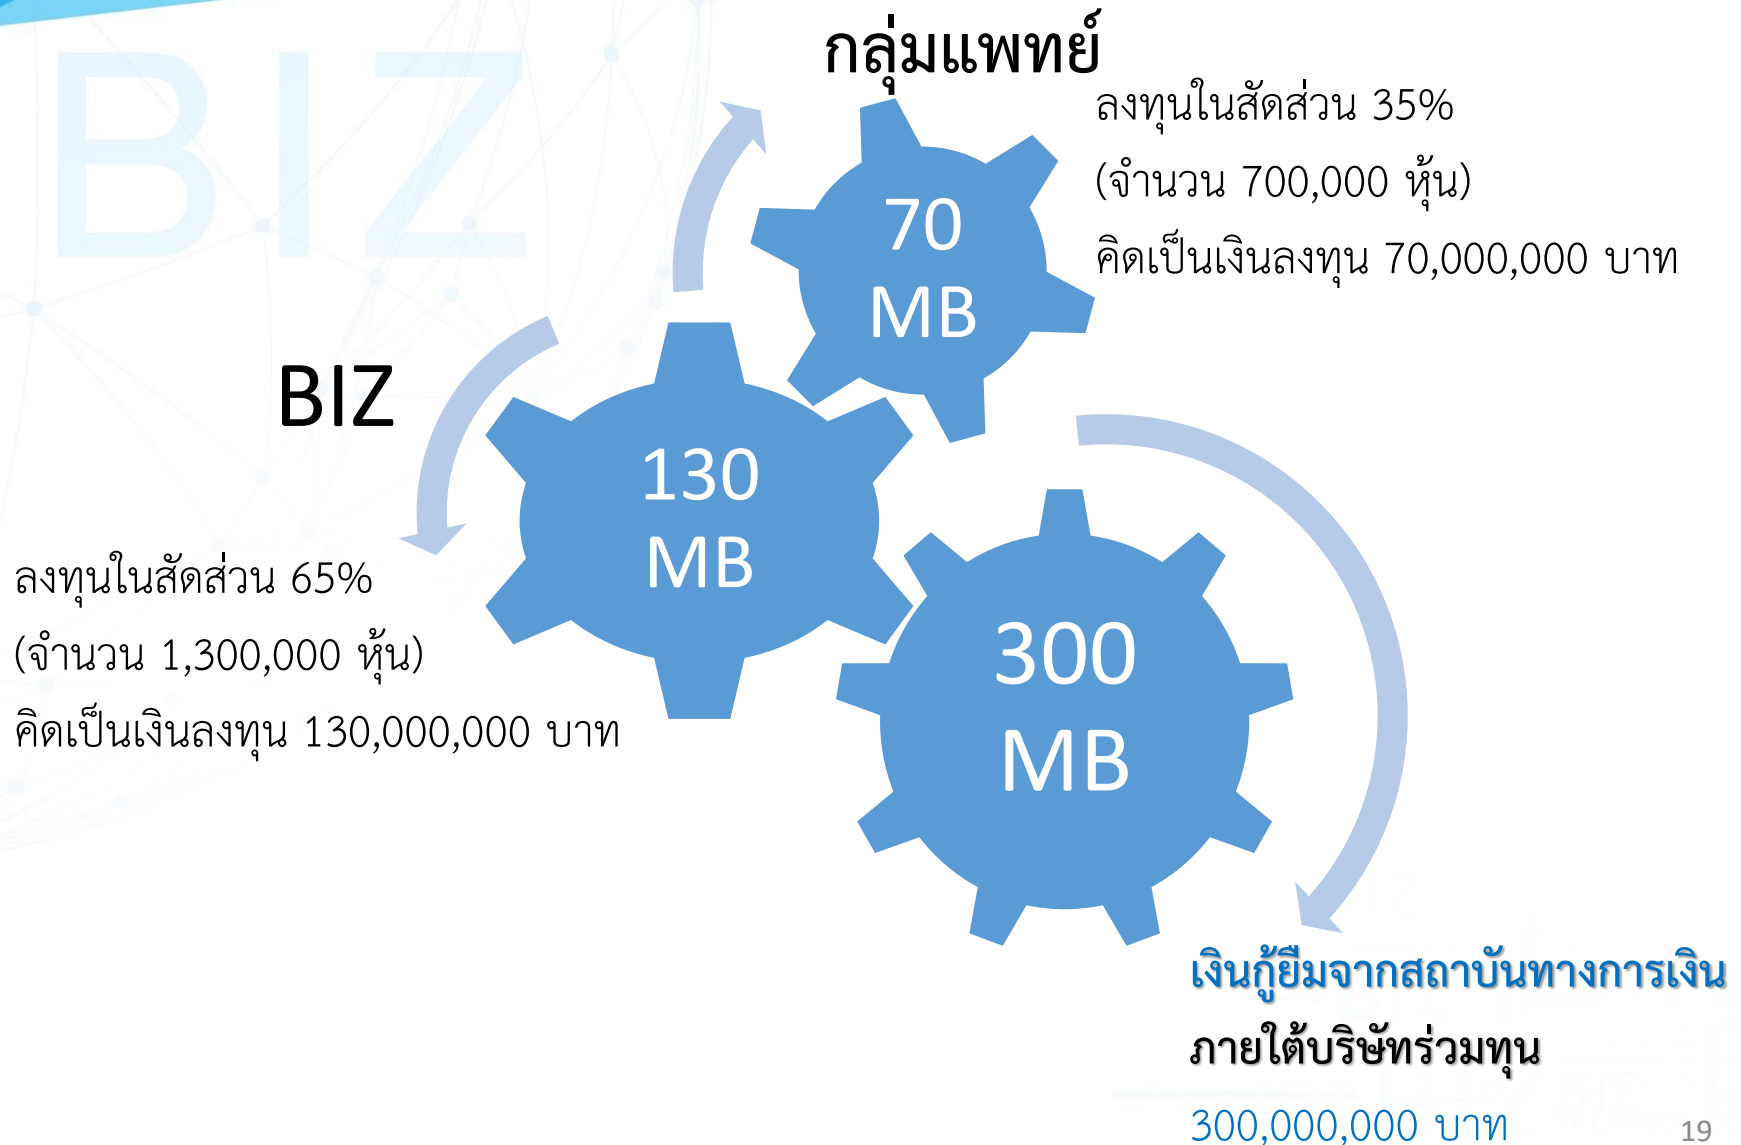 BIZ
กลุ่มแพทย์
ลงทุนในสัดส่วน 35%
(จำนวน 700,000 หุ้น)
คิดเป็นเงินลงทุน 70,000,000 บาท
70
MB
BIZ
130
MB
ลงทุนในสัดส่วน 65%
(จำนวน 1,300,000 หุ้น)
คิดเป็นเงินลงทุน 130,000,000 บาท
300
MB
เงินกู้ยืมจากสถาบันทางการเงิน
ภายใต้บริษัทร่วมทุน
300,000,000 บาท
19